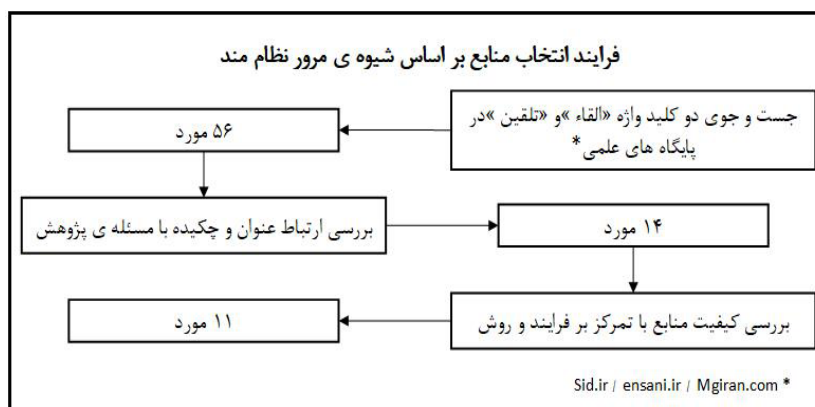 فرایند انتخاب منابع بر اساس شیوه ی مرور نظام مند
جست و جوی دو کلید واژه «القاء »و «تلقین »در
پایگاه های علمی*
۵۶ مورد
بررسی ارتباط عنوان و چکیده با مسئله ی پژوهش
۱۴ مورد
بررسی کیفیت منابع با تمرکز بر فرایند و روش
۱۱ مورد
Sid.ir / ensani.ir / Mgiran.com *